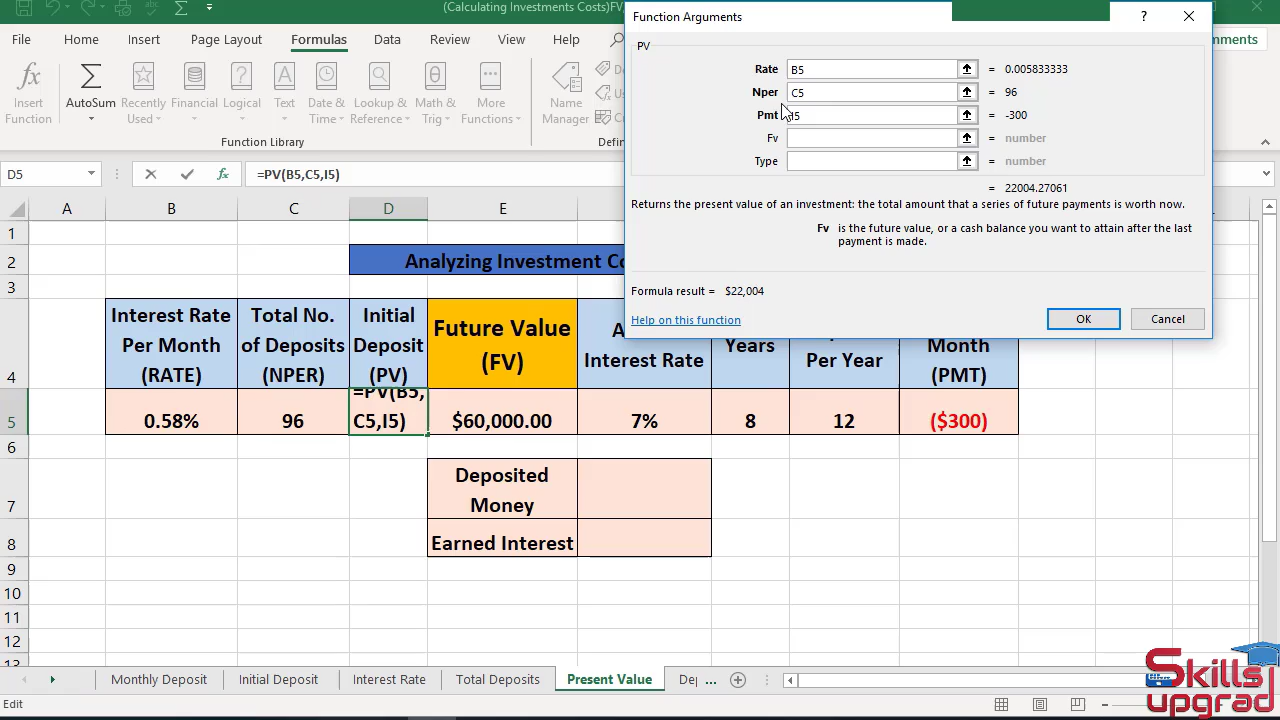 (Calculating Investments Costs)FV,
File Home Insert Page Layout Formulas Data Review View Help
Insert Function
AutoSum
Recently Used
Financial
Logical
Text
Date & Time
Lookup & Reference
Math & Trig
More Functions
Name Manager
Function Library
D5
=PV(B5,C5,I5)
Function Arguments
PV
Rate B5 = 0.005833333
Nper C5 = 96
Pmt I5 = -300
Fv = number
Type = number
= 22004.27061
Returns the present value of an investment: the total amount that a series of future payments is worth now.
Fv is the future value, or a cash balance you want to attain after the last
payment is made.
Formula result = $22,004
Help on this function
OK Cancel
A B C D E
1
2
3
4
5
6
7
8
9
10
11
12
13
Interest Rate
Per Month
(RATE)
Total No.
of Deposits
(NPER)
Initial
Deposit
(PV)
Future Value
(FV)
Interest Rate
Years
Per Year
Month
(PMT)
0.58% 96 =PV(B5,
C5,I5) $60,000.00 7% 8 12 ($300)
Deposited
Money
Earned Interest
Monthly Deposit Initial Deposit Interest Rate Total Deposits Present Value ...
Edit
Skills
upgrad